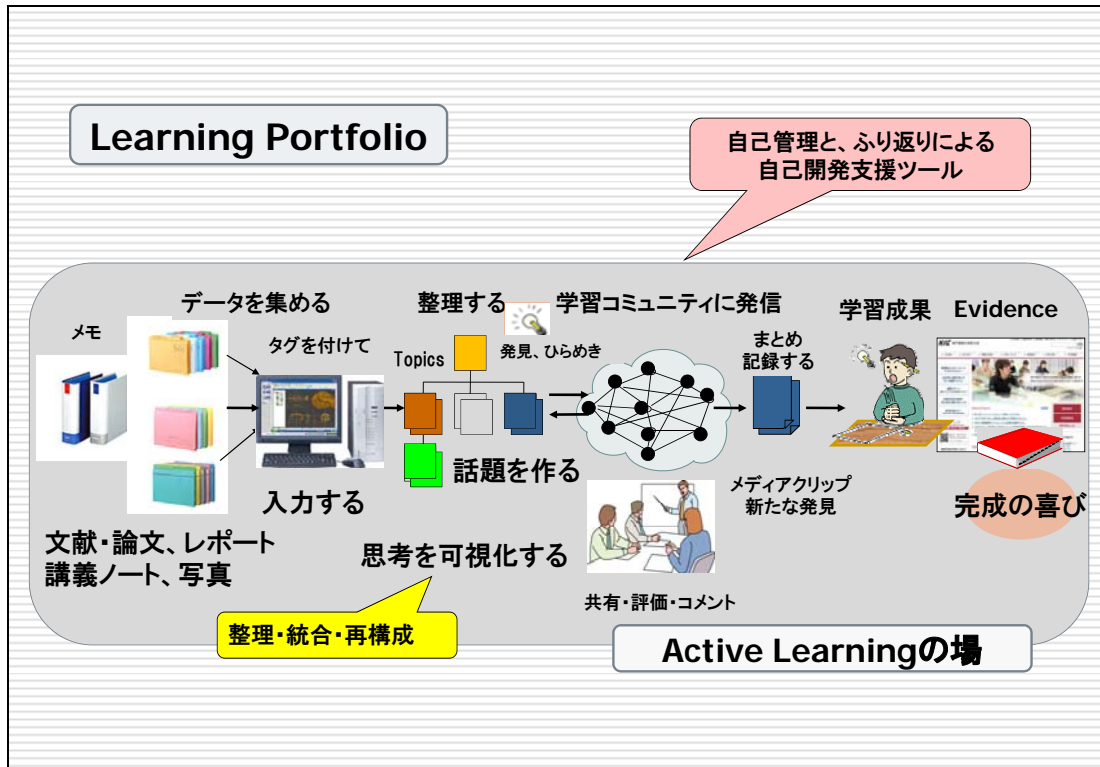 Learning Portfolio
自己管理と、ふり返りによる
自己開発支援ツール
データを集める
整理する
学習コミュニティに発信
学習成果
Evidence
メモ
タグを付けて
Topics
発見、ひらめき
まとめ
記録する
入力する
話題を作る
メディアクリップ
新たな発見
完成の喜び
文献・論文、レポート
講義ノート、写真
思考を可視化する
共有・評価・コメント
整理・統合・再構成
Active Learningの場